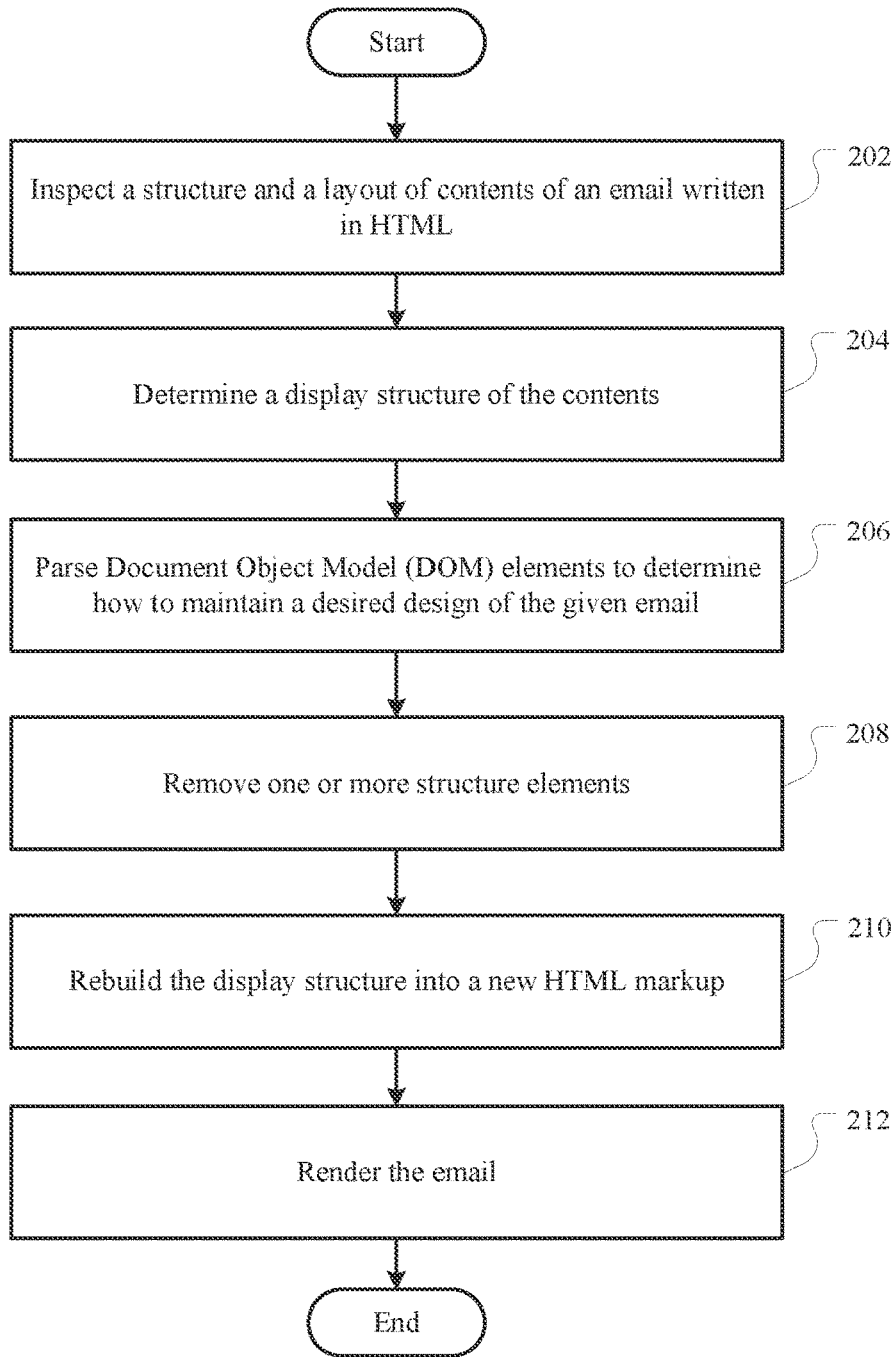 Start
202
Inspect a structure and a layout of contents of an email written
in HTML
204
Determine a display structure of the contents
206
Parse Document Object Model (DOM) elements to determine
how to maintain a desired design of the given email
208
Remove one or more structure elements
210
Rebuild the display structure into a new HTML markup
212
Render the email
End